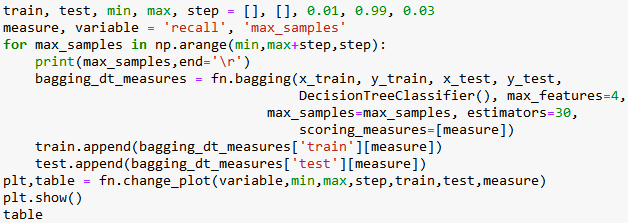 train, test, min, max, step = [], [], 0.01, 0.99, 0.03
measure, variable = 'recall', 'max_samples'
for max_samples in np.arange(min,max+step,step):
    print(max_samples,end='\r')
    bagging_dt_measures = fn.bagging(x_train, y_train, x_test, y_test,
                                     DecisionTreeClassifier(), max_features=4,
                                 max_samples=max_samples, estimators=30,
                                     scoring_measures=[measure])
    train.append(bagging_dt_measures['train'][measure])
    test.append(bagging_dt_measures['test'][measure])
plt,table = fn.change_plot(variable,min,max,step,train,test,measure)
plt.show()
table